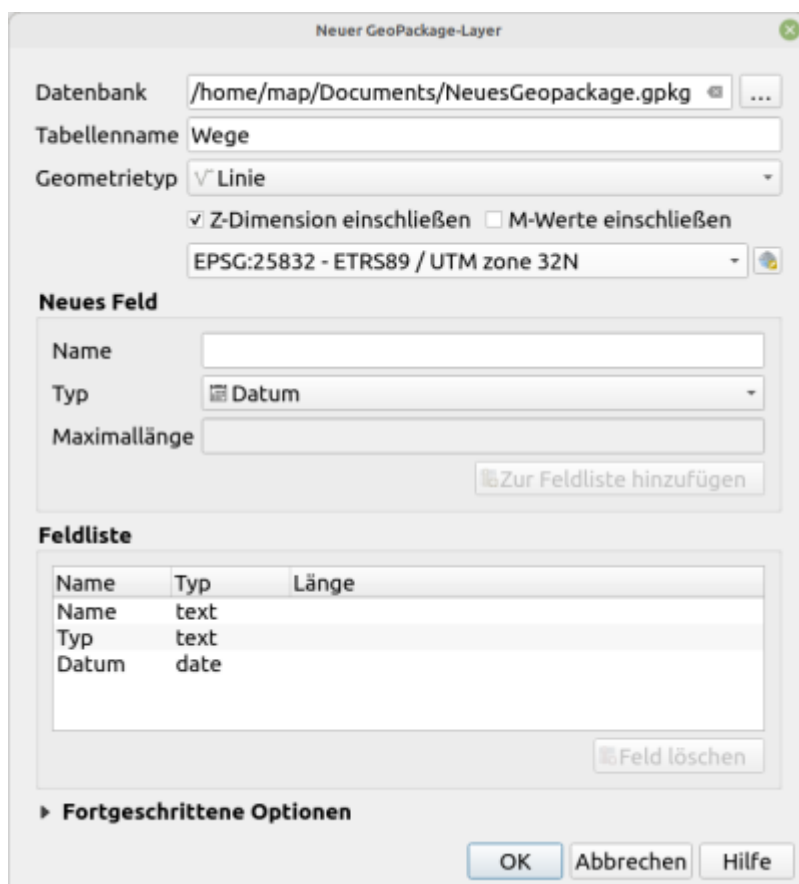 Neuer GeoPackage-Layer
Datenbank /home/map/Documents/NeuesGeopackage.gpkg ...
Tabellenname Wege
Geometrietyp Linie
Z-Dimension einschließen M-Werte einschließen
EPSG:25832 - ETRS89 / UTM zone 32N
Neues Feld
Name
Typ Datum
Maximallänge
Zur Feldliste hinzufügen
Feldliste
Name Typ Länge
Name text
Typ text
Datum date
Feld löschen
Fortgeschrittene Optionen
OK Abbrechen Hilfe